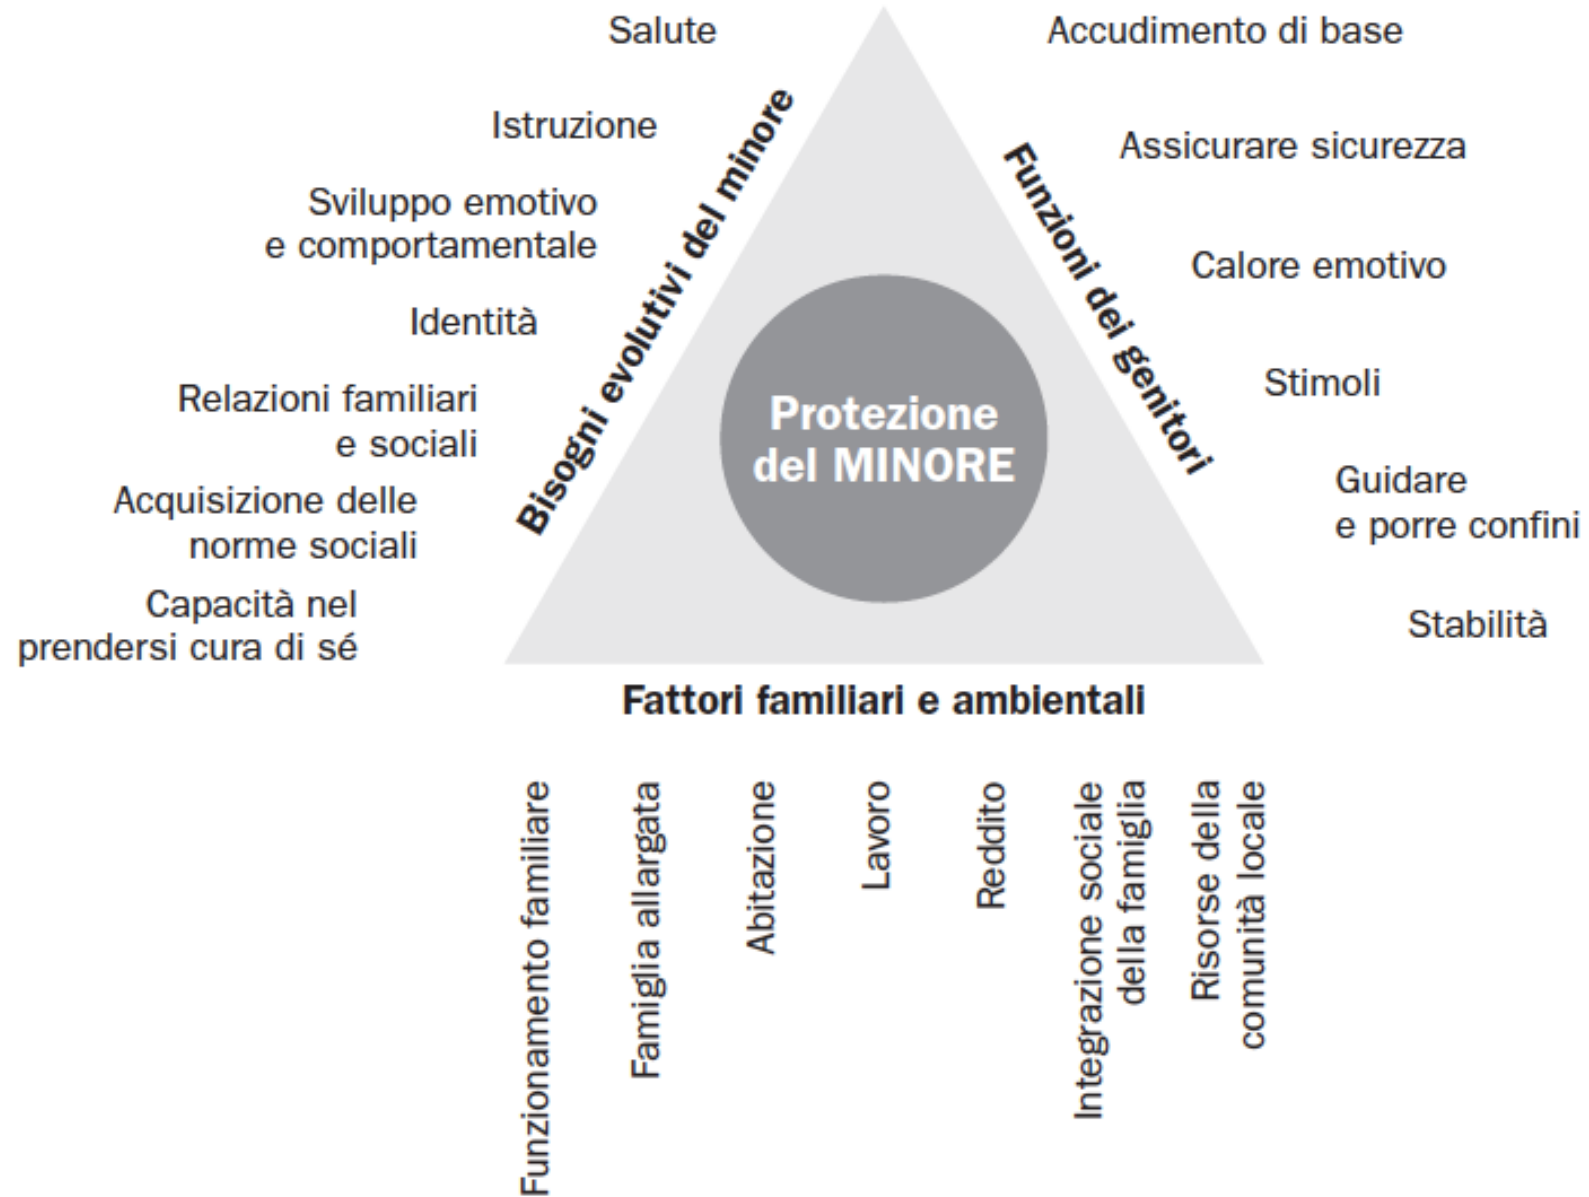 Salute
Istruzione
Sviluppo emotivo
e comportamentale
Identità
Relazioni familiari
e sociali
Acquisizione delle
norme sociali
Capacità nel
prendersi cura di sé
Bisogni evolutivi del minore
Protezione
del MINORE
Funzioni dei genitori
Accudimento di base
Assicurare sicurezza
Calore emotivo
Stimoli
Guidare
e porre confini
Stabilità
Fattori familiari e ambientali
Funzionamento familiare
Famiglia allargata
Abitazione
Lavoro
Reddito
Integrazione sociale
della famiglia
Risorse della
comunità locale